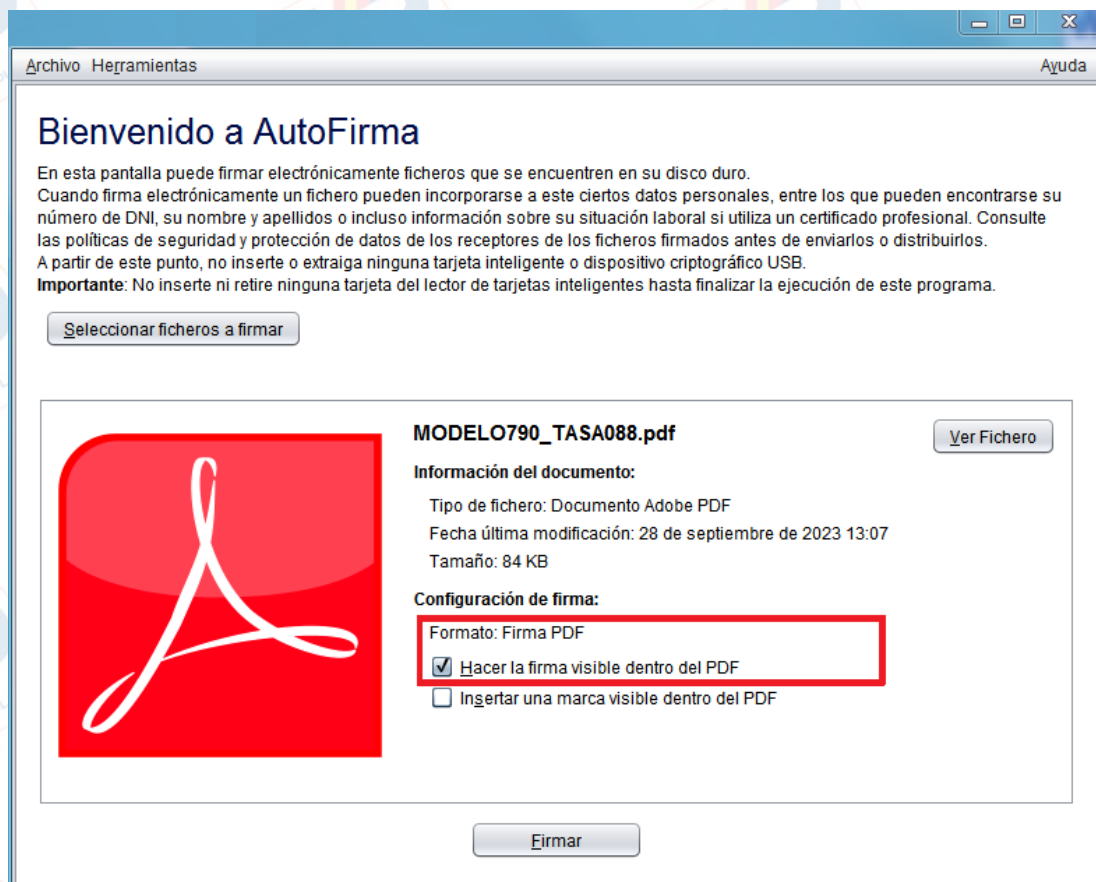 Archivo Herramientas Ayuda
Bienvenido a AutoFirma
En esta pantalla puede firmar electrónicamente ficheros que se encuentren en su disco duro.
Cuando firma electrónicamente un fichero pueden incorporarse a este ciertos datos personales, entre los que pueden encontrarse su
número de DNI, su nombre y apellidos o incluso información sobre su situación laboral si utiliza un certificado profesional. Consulte
las políticas de seguridad y protección de datos de los receptores de los ficheros firmados antes de enviarlos o distribuirlos.
A partir de este punto, no inserte o extraiga ninguna tarjeta inteligente o dispositivo criptográfico USB.
Importante: No inserte ni retire ninguna tarjeta del lector de tarjetas inteligentes hasta finalizar la ejecución de este programa.
Seleccionar ficheros a firmar
MODELO790_TASA088.pdf
Ver Fichero
Información del documento:
Tipo de fichero: Documento Adobe PDF
Fecha última modificación: 28 de septiembre de 2023 13:07
Tamaño: 84 KB
Configuración de firma:
Formato: Firma PDF
Hacer la firma visible dentro del PDF
Insertar una marca visible dentro del PDF
Firmar